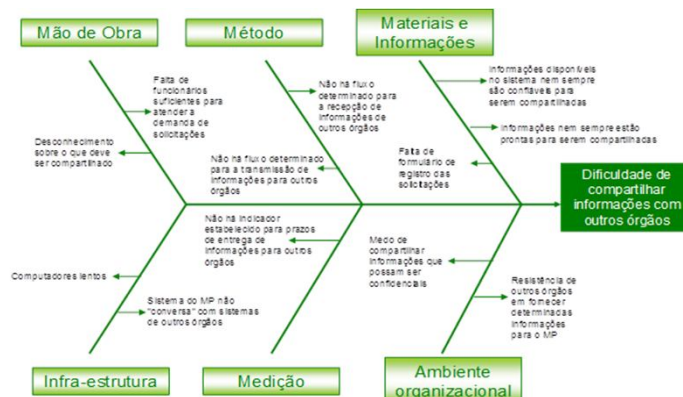 Mão de Obra
Método
Materiais e
Informações
Falta de
funcionários
suficientes para
atender a
demanda de
solicitações
Desconhecimento
sobre o que deve
ser compartilhado
Não há fluxo
determinado para
a recepção de
informações de
outros órgãos
Não há fluxo determinado
para a transmissão de
informações para outros
órgãos
Informações disponíveis
no sistema nem sempre
são confiáveis para
serem compartilhadas
Informações nem sempre estão
prontas para serem compartilhadas
Falta de
formulário de
registro das
solicitações
Dificuldade de
compartilhar
informações com
outros órgãos
Computadores lentos
Sistema do MP não
"conversa" com sistemas
de outros órgãos
Não há indicador
estabelecido para prazos
de entrega de
informações para outros
órgãos
Medo de
compartilhar
informações que
possam ser
confidenciais
Resistência de
outros órgãos
em fornecer
determinadas
informações
para o MP
Infra-estrutura
Medição
Ambiente
organizacional